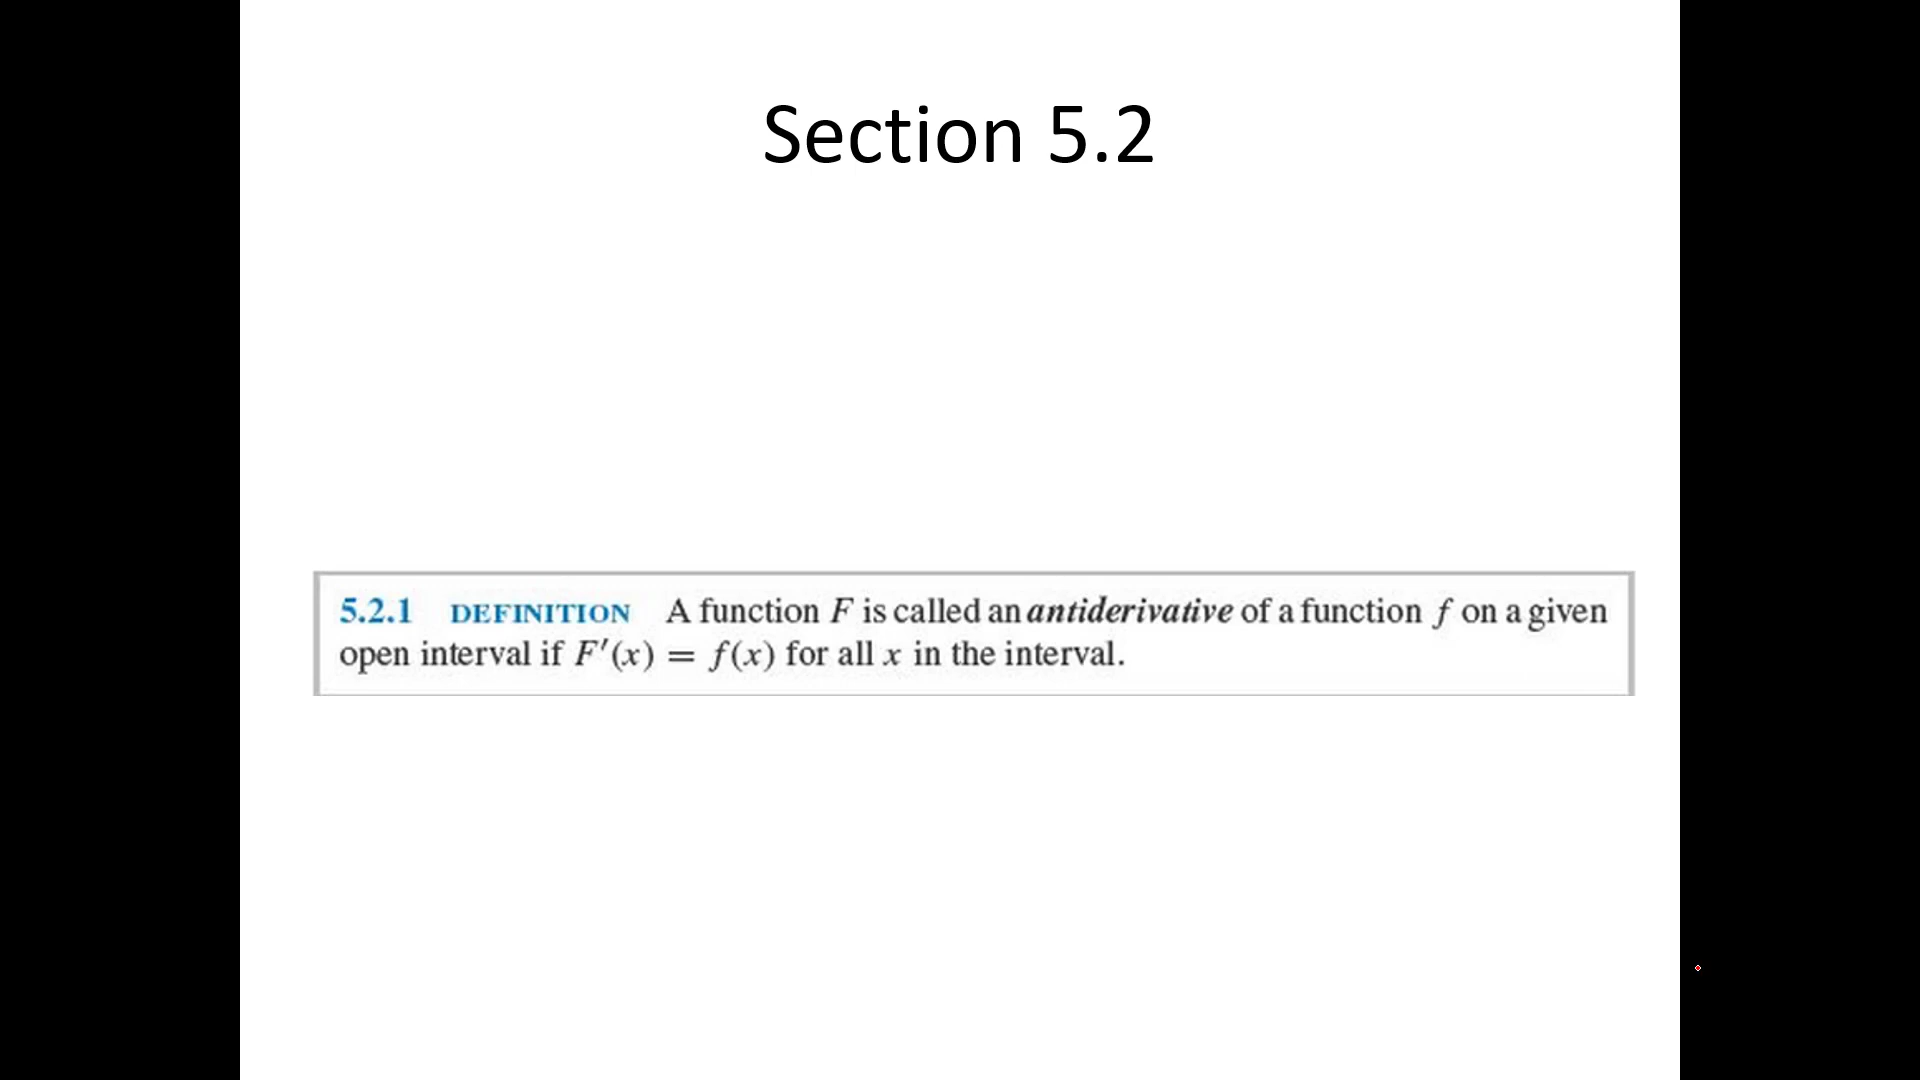 Section 5.2
5.2.1 DEFINITION A function F is called an antiderivative of a function f on a given
open interval if F′(x) = f(x) for all x in the interval.